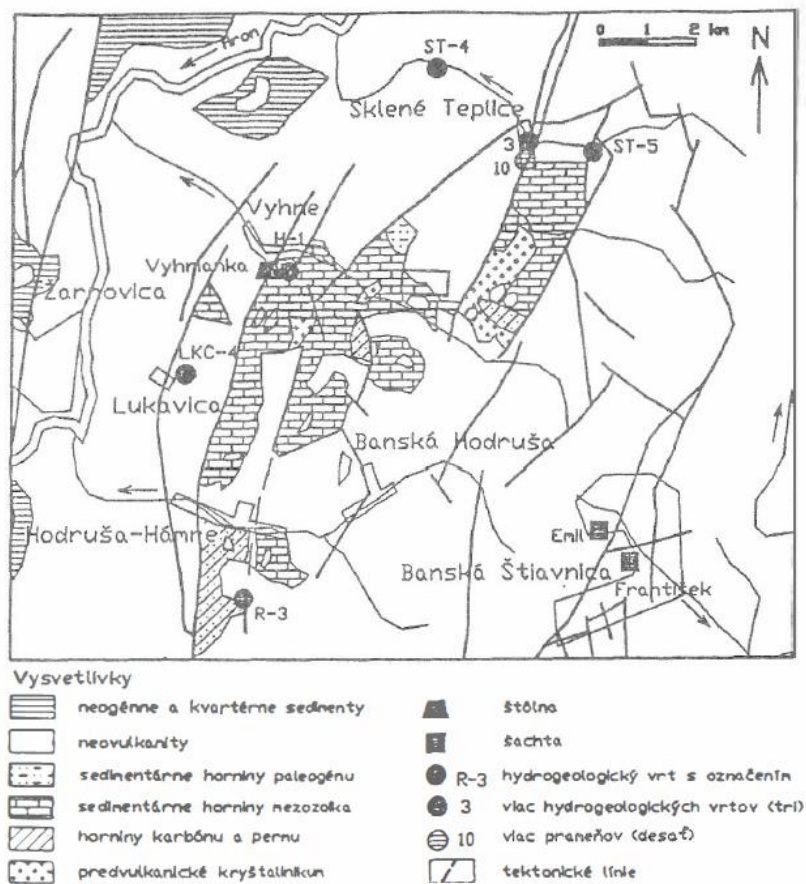 Hron
ST-4
0 1 2 km
N
Sklené Teplice
3
10
ST-5
Vyhne
H-1
Vyhnianka
Žarnovica
LKC-4
Lukavica
Banská Hodruša
Hodruša-Hámre
Emil
Banská Štiavnica
František
R-3
Vysvetlivky
neogénne a kvartérne sedimenty
neovulkanity
sedimentárne horniny paleogénu
sedimentárne horniny mezozoika
horniny karbónu a permu
predvulkanické kryštalinikum
štôlna
šachta
R-3 hydrogeologický vrt s označením
3 viac hydrogeologických vrtov (tri)
10 viac prameňov (desať)
tektonické línie